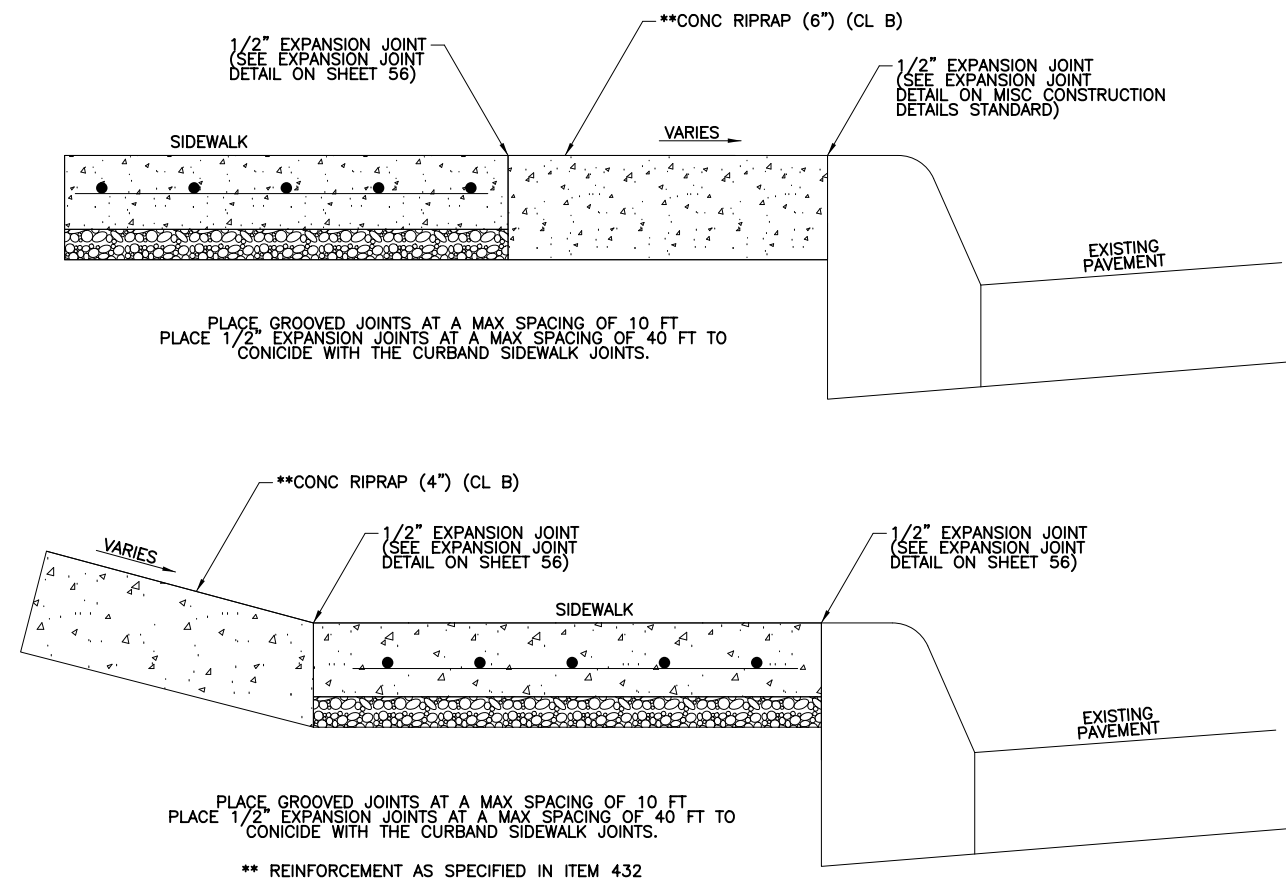 **CONC RIPRAP (6") (CL B)
1/2" EXPANSION JOINT
(SEE EXPANSION JOINT
DETAIL ON SHEET 56)
1/2" EXPANSION JOINT
(SEE EXPANSION JOINT
DETAIL ON MISC CONSTRUCTION
DETAILS STANDARD)
SIDEWALK
VARIES
EXISTING
PAVEMENT
PLACE GROOVED JOINTS AT A MAX SPACING OF 10 FT
PLACE 1/2" EXPANSION JOINTS AT A MAX SPACING OF 40 FT TO
CONICIDE WITH THE CURBAND SIDEWALK JOINTS.
**CONC RIPRAP (4") (CL B)
VARIES
1/2" EXPANSION JOINT
(SEE EXPANSION JOINT
DETAIL ON SHEET 56)
1/2" EXPANSION JOINT
(SEE EXPANSION JOINT
DETAIL ON SHEET 56)
SIDEWALK
EXISTING
PAVEMENT
PLACE GROOVED JOINTS AT A MAX SPACING OF 10 FT
PLACE 1/2" EXPANSION JOINTS AT A MAX SPACING OF 40 FT TO
CONICIDE WITH THE CURBAND SIDEWALK JOINTS.
** REINFORCEMENT AS SPECIFIED IN ITEM 432